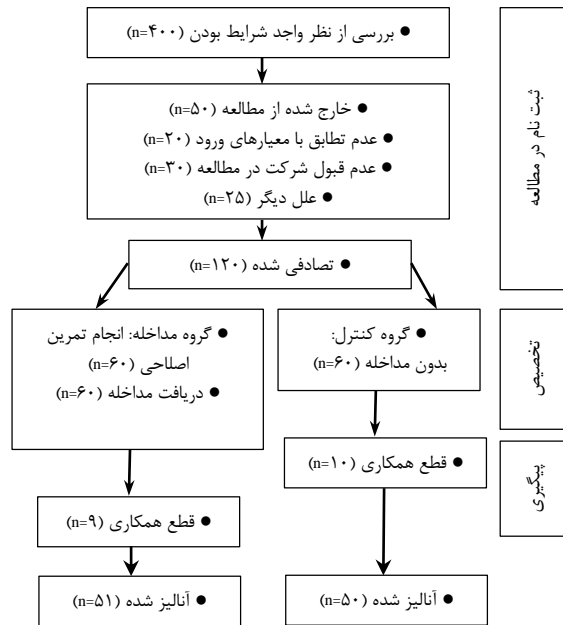 ● بررسی از نظر واجد شرایط بودن (n=۴۰۰)
ثبت نام در مطالعه
● خارج شده از مطالعه (n=۵۰)
● عدم تطابق با معیارهای ورود (n=۲۰)
● عدم قبول شرکت در مطالعه (n=۳۰)
● علل دیگر (n=۲۵)
● تصادفی شده (n=۱۲۰)
تخصیص
● گروه کنترل:
بدون مداخله (n=۶۰)
● گروه مداخله: انجام تمرین
اصلاحی (n=۶۰)
● دریافت مداخله (n=۶۰)
پیگیری
● قطع همکاری (n=۱۰)
● قطع همکاری (n=۹)
● آنالیز شده (n=۵۰)
● آنالیز شده (n=۵۱)